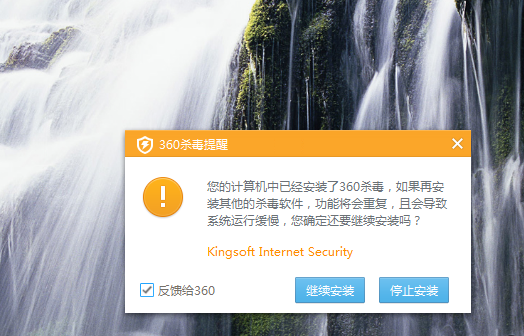 360杀毒提醒
您的计算机中已经安装了360杀毒，如果再安
装其他的杀毒软件，功能将会重复，且会导致
系统运行缓慢，您确定还要继续安装吗？
Kingsoft Internet Security
反馈给360
继续安装
停止安装